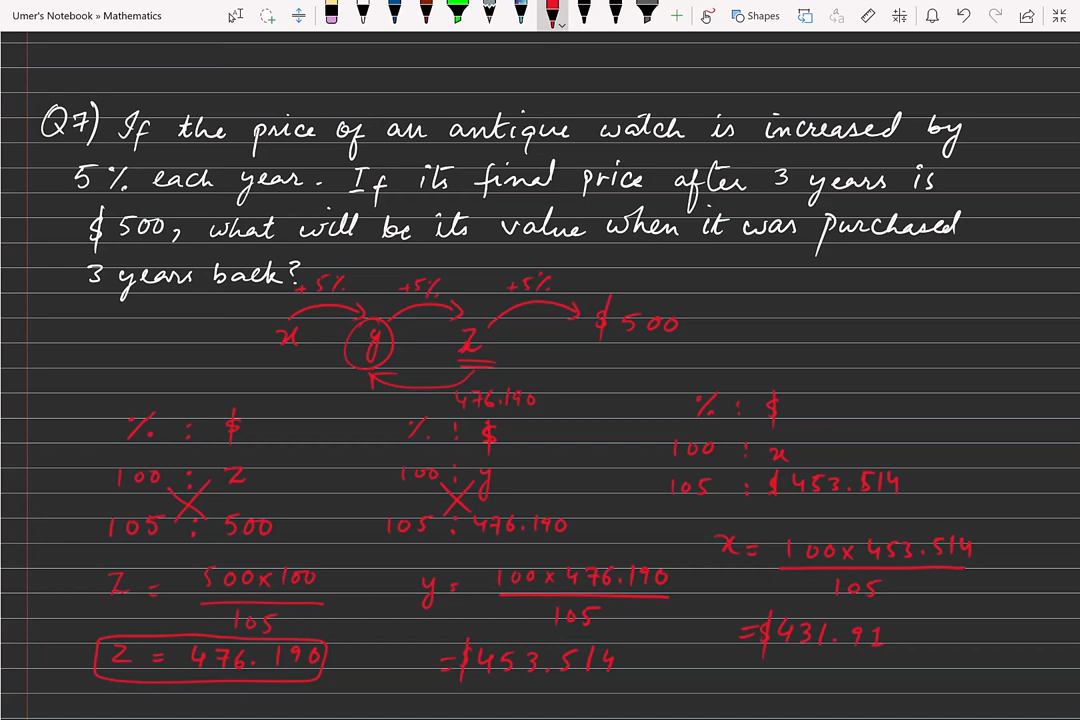 Umer's Notebook » Mathematics
Shapes
Q7) If the price of an antique watch is increased by
5 % each year. If its final price after 3 years is
$ 500, what will be its value when it was purchased
3 years back?
+5% +5% +5%
x y z $ 500
476.190
% : $
100 : z
105 : 500
z = 500 x 100
105
z = 476.190
% : $
100 : y
105 : 476.190
y = 100 x 476.190
105
= $453.514
% : $
100 : x
105 : $ 453.514
x = 100 x 453.514
105
= $431.91